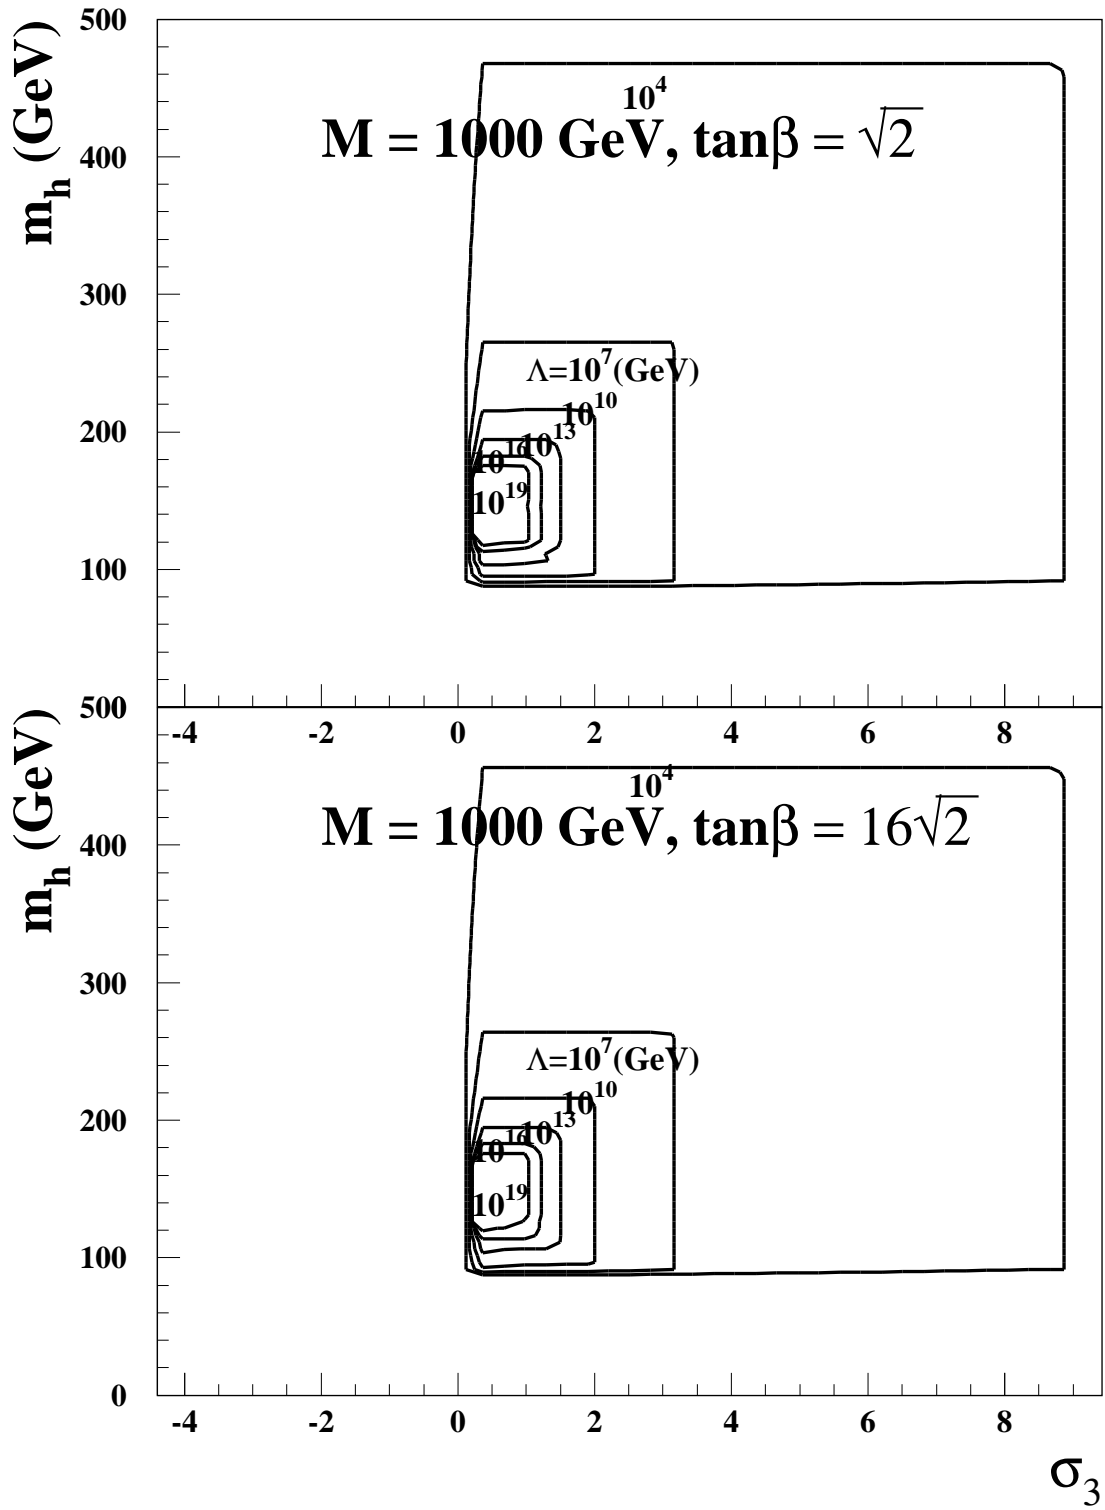 500
m_h (GeV)
10^4
M = 1000 GeV, tanβ = √2
400
300
Λ=10^7(GeV)
10^10
200
10^13
10^16
10^19
100
500
-4 -2 0 2 4 6 8
m_h (GeV)
10^4
M = 1000 GeV, tanβ = 16√2
400
300
Λ=10^7(GeV)
10^10
200
10^13
10^16
10^19
100
0
-4 -2 0 2 4 6 8
σ_3